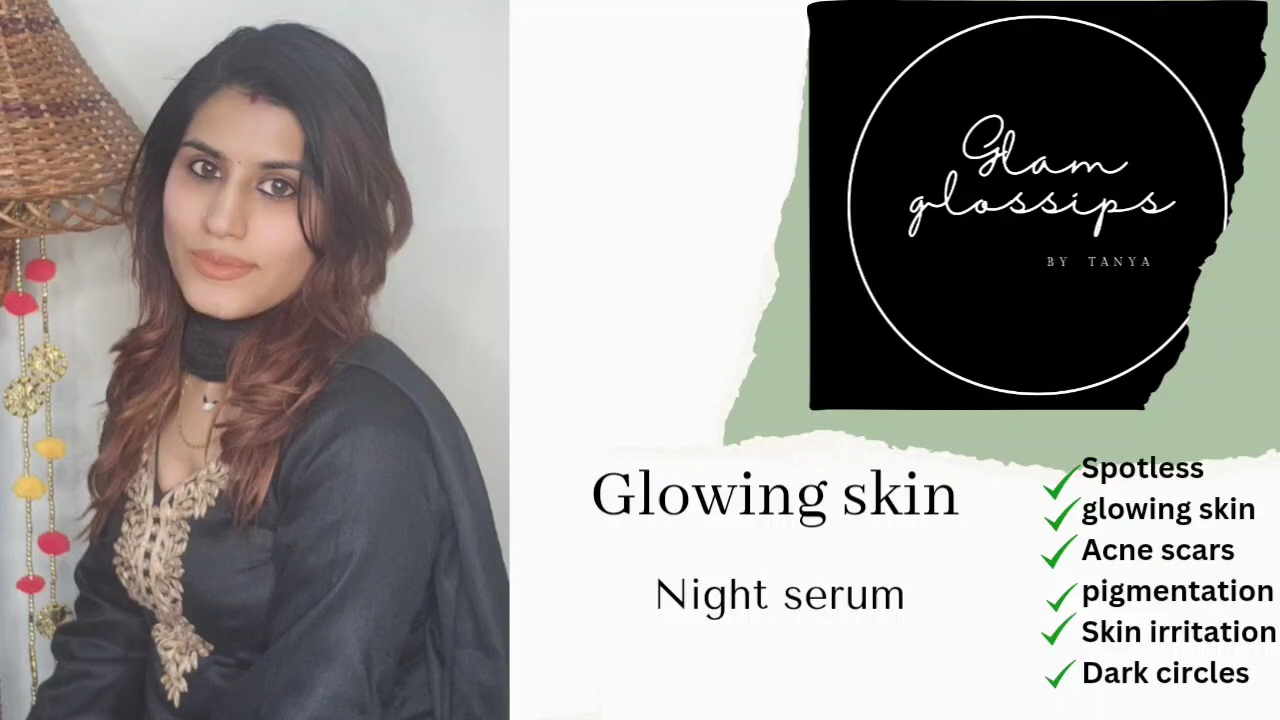 Glam
glossips
BY TANYA
Glowing skin
Night serum
Spotless
glowing skin
Acne scars
pigmentation
Skin irritation
Dark circles